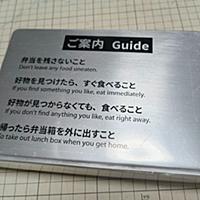 ご案内 Guide
弁当を残さないこと
Don't leave any food uneaten.
好物を見つけたら、すぐ食べること
If you find something you like, eat immediately.
好物が見つからなくても、食べること
If you don't find anything you like, eat right away.
帰ったら弁当箱を外に出すこと
To take out lunch box when you get home.